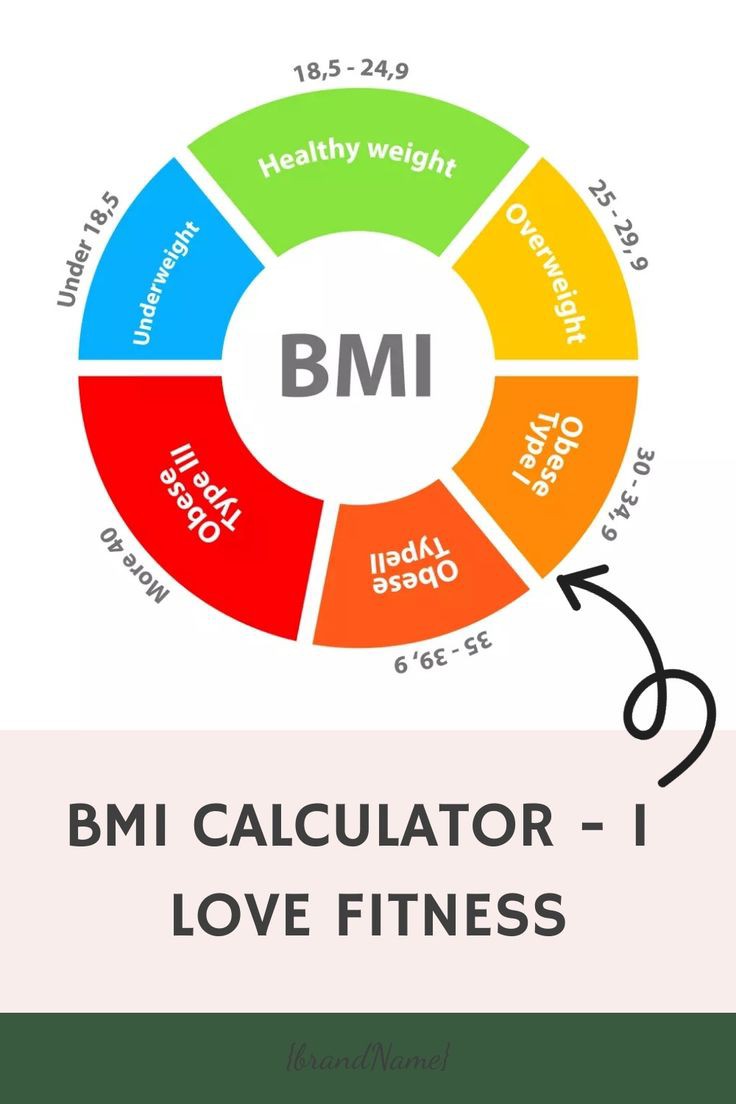 18,5 - 24,9
Healthy weight
25 - 29, 9
Overweight
30 - 34, 9
Obese
Type I
35 - 39, 9
Obese
TypeII
More 40
Obese
Type III
Under 18,5
Underweight
BMI
BMI CALCULATOR - I
LOVE FITNESS
{brandName}